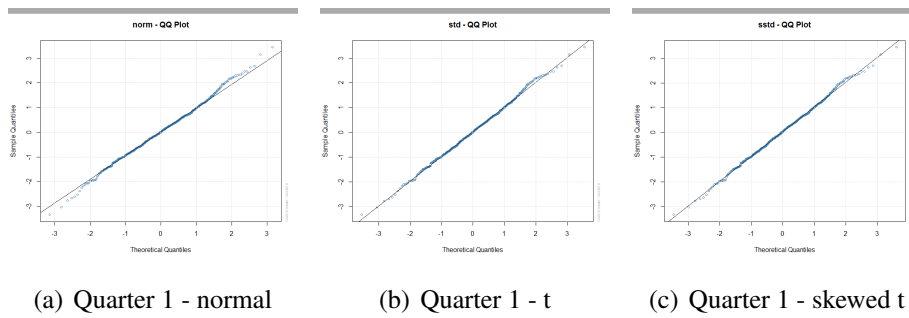 norm - QQ Plot
Sample Quantiles
3
2
1
0
-1
-2
-3
-3 -2 -1 0 1 2 3
Theoretical Quantiles
(a) Quarter 1 - normal
std - QQ Plot
Sample Quantiles
3
2
1
0
-1
-2
-3
-3 -2 -1 0 1 2 3
Theoretical Quantiles
(b) Quarter 1 - t
sstd - QQ Plot
Sample Quantiles
3
2
1
0
-1
-2
-3
-3 -2 -1 0 1 2 3
Theoretical Quantiles
(c) Quarter 1 - skewed t